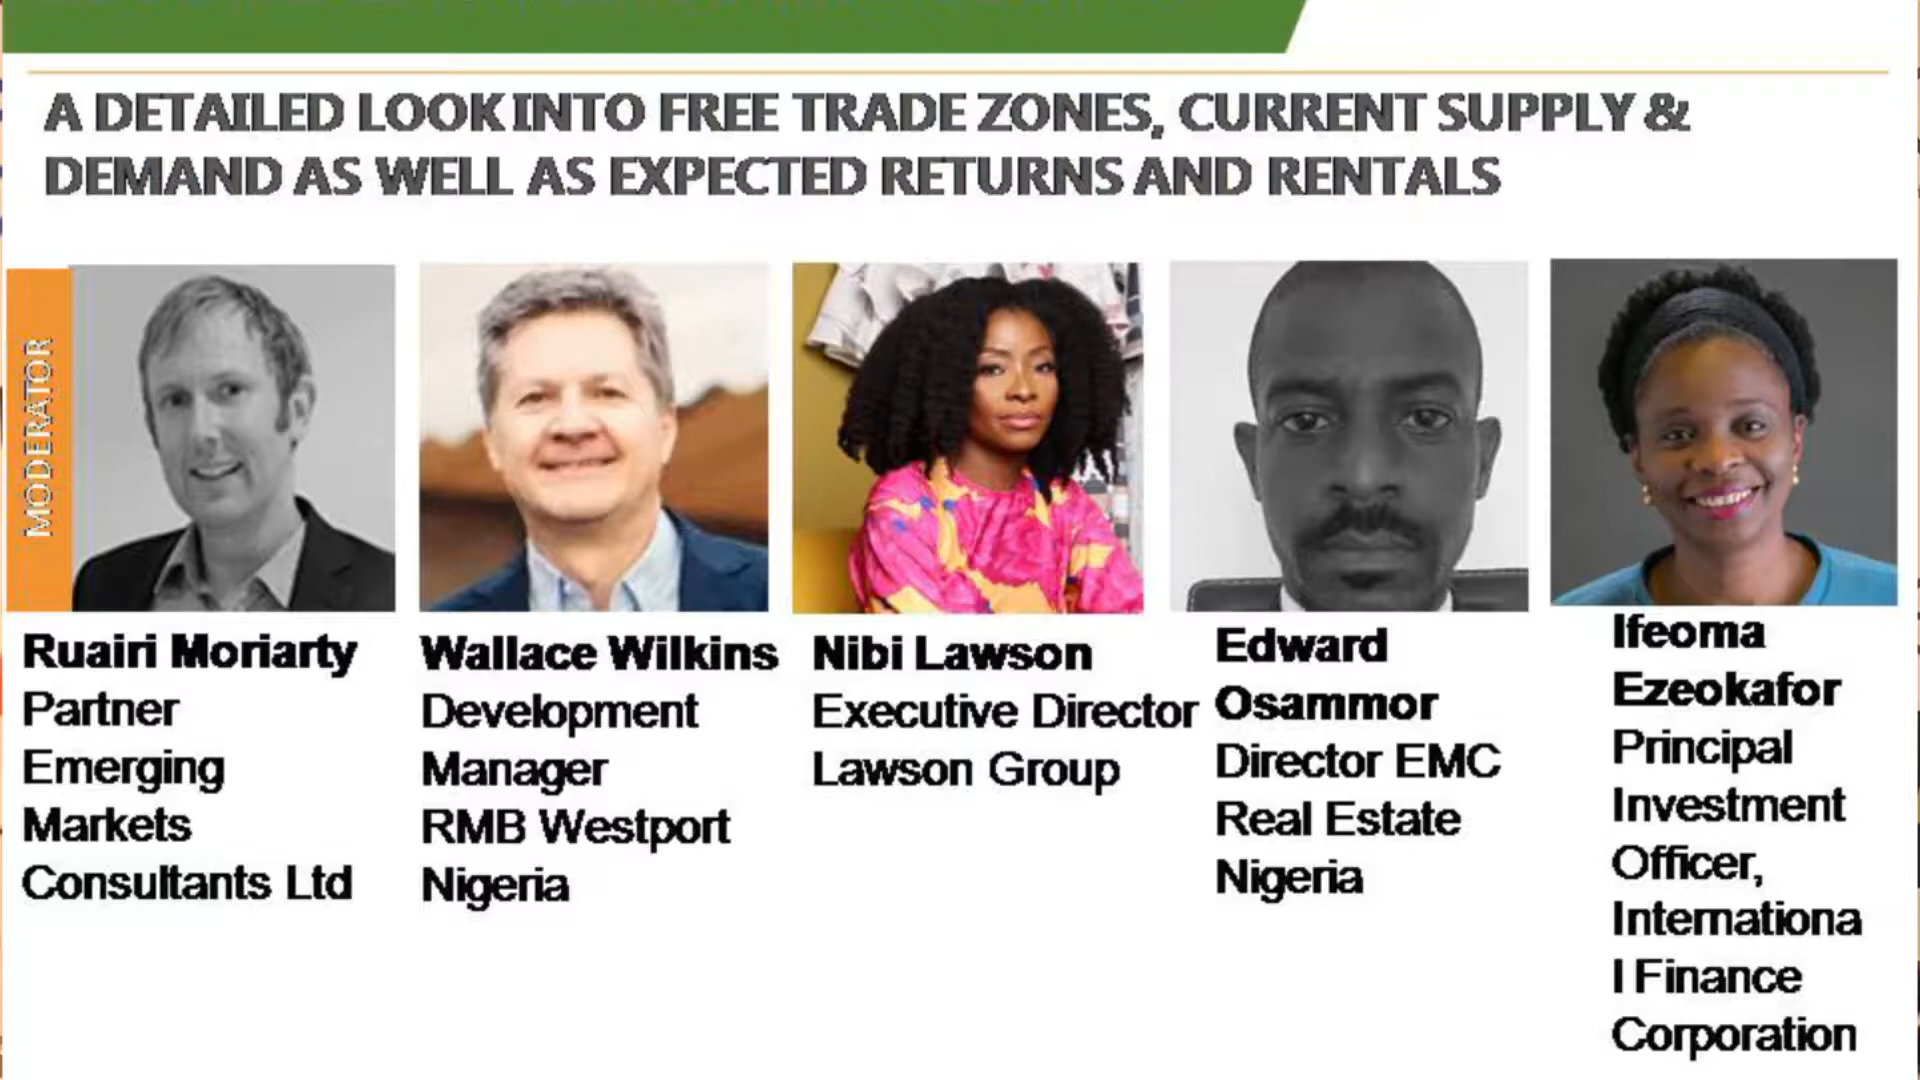 A DETAILED LOOK INTO FREE TRADE ZONES, CURRENT SUPPLY &
DEMAND AS WELL AS EXPECTED RETURNS AND RENTALS
MODERATOR
Ruairi Moriarty
Partner
Emerging
Markets
Consultants Ltd
Wallace Wilkins
Development
Manager
RMB Westport
Nigeria
Nibi Lawson
Executive Director
Lawson Group
Edward
Osammor
Director EMC
Real Estate
Nigeria
Ifeoma
Ezeokafor
Principal
Investment
Officer,
Internationa
l Finance
Corporation